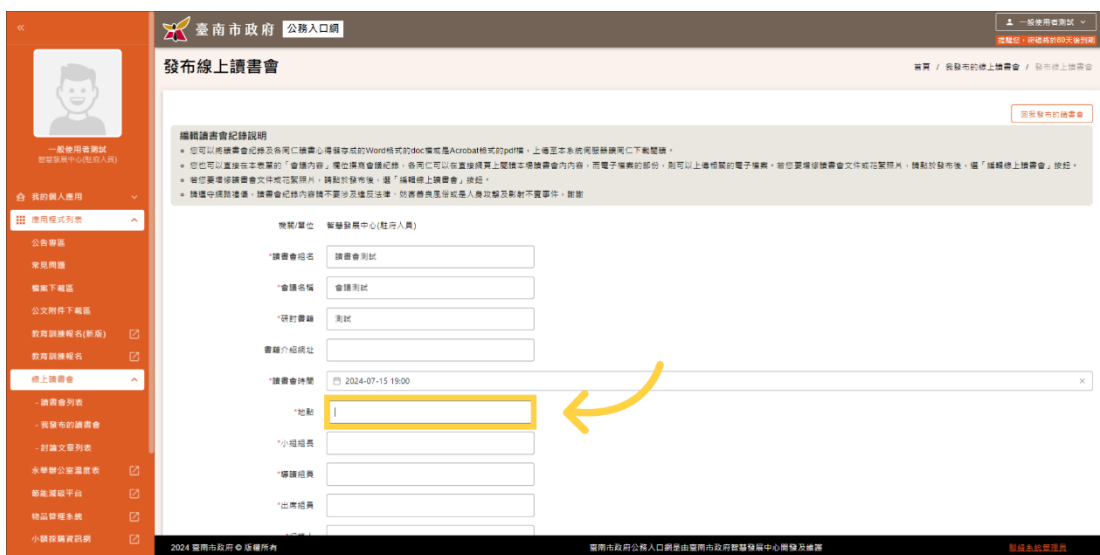 «
臺南市政府 公務入口網
一般使用者測試
提醒您,密碼將於80天後到期
發布線上讀書會
首頁 / 我發布的線上讀書會 / 發布線上讀書會
一般使用者測試
智慧發展中心(駐府人員)
我的個人應用
應用程式列表
公告專區
常見問題
檔案下載區
公文附件下載區
教育訓練報名(新版)
教育訓練報名
線上讀書會
- 讀書會列表
- 我發布的讀書會
- 討論文章列表
永華辦公室溫度表
節能減碳平台
物品管理系統
小額採購資訊網
回我發布的讀書會
編輯讀書會紀錄說明
您可以將讀書會紀錄及各同仁讀書心得儲存成的Word格式的doc檔或是Acrobat格式的pdf檔,上傳至本系統伺服器讓同仁下載閱讀。
您也可以直接在本表單的「會議內容」欄位撰寫會議紀錄,各同仁可以在直接網頁上閱讀本場讀書會內容,而電子檔案的部份,則可以上傳相關的電子檔案。若您要增修讀書會文件或花絮照片,請點於發布後,選「編輯線上讀書會」按鈕。
若您要增修讀書會文件或花絮照片,請點於發布後,選「編輯線上讀書會」按鈕。
請遵守網路禮儀,讀書會紀錄內容請不要涉及違反法律、妨害善良風俗或是人身攻擊及影射不實事件,謝謝
機關/單位 智慧發展中心(駐府人員)
*讀書會組名 讀書會測試
*會議名稱 會議測試
*研討書籍 測試
書籍介紹網址
*讀書會時間 2024-07-15 19:00
*地點
*小組組長
*導讀組員
*出席組員
2024 臺南市政府 © 版權所有
臺南市政府公務入口網是由臺南市政府智慧發展中心開發及維護
聯絡系統管理員